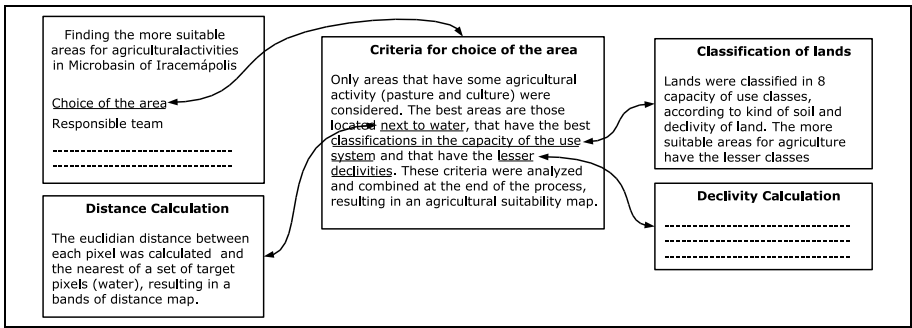 Finding the more suitable
areas for agriculturalactivities
in Microbasin of Iracemápolis
Choice of the area
Responsible team
Distance Calculation
The euclidian distance between
each pixel was calculated and
the nearest of a set of target
pixels (water), resulting in a
bands of distance map.
Criteria for choice of the area
Only areas that have some agricultural
activity (pasture and culture) were
considered. The best areas are those
located next to water, that have the best
classifications in the capacity of the use
system and that have the lesser
declivities. These criteria were analyzed
and combined at the end of the process,
resulting in an agricultural suitability map.
Classification of lands
Lands were classified in 8
capacity of use classes,
according to kind of soil and
declivity of land. The more
suitable areas for agriculture
have the lesser classes
Declivity Calculation